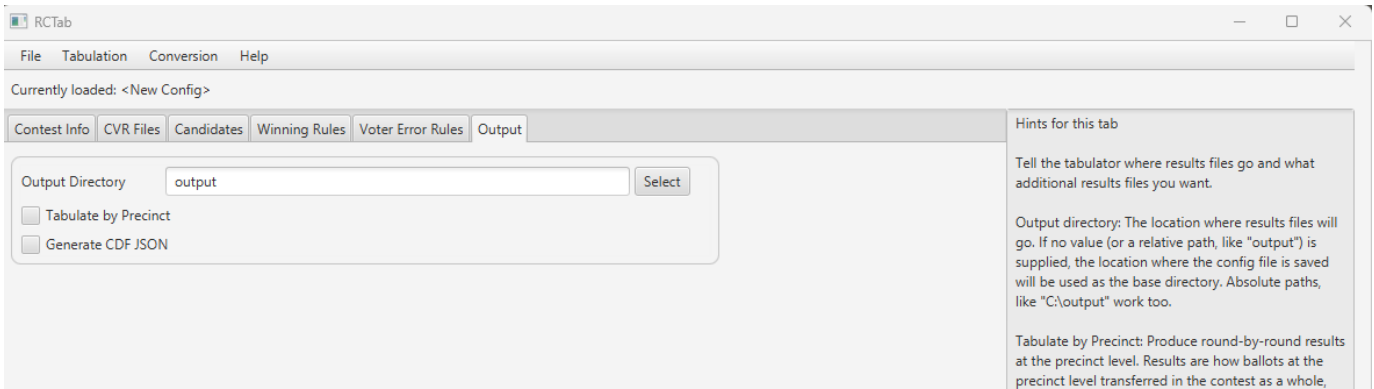 RCTab
File Tabulation Conversion Help
Currently loaded: <New Config>
Contest Info CVR Files Candidates Winning Rules Voter Error Rules Output
Output Directory output Select
Tabulate by Precinct
Generate CDF JSON
Hints for this tab
Tell the tabulator where results files go and what
additional results files you want.
Output directory: The location where results files will
go. If no value (or a relative path, like "output") is
supplied, the location where the config file is saved
will be used as the base directory. Absolute paths,
like "C:\output" work too.
Tabulate by Precinct: Produce round-by-round results
at the precinct level. Results are how ballots at the
precinct level transferred in the contest as a whole,